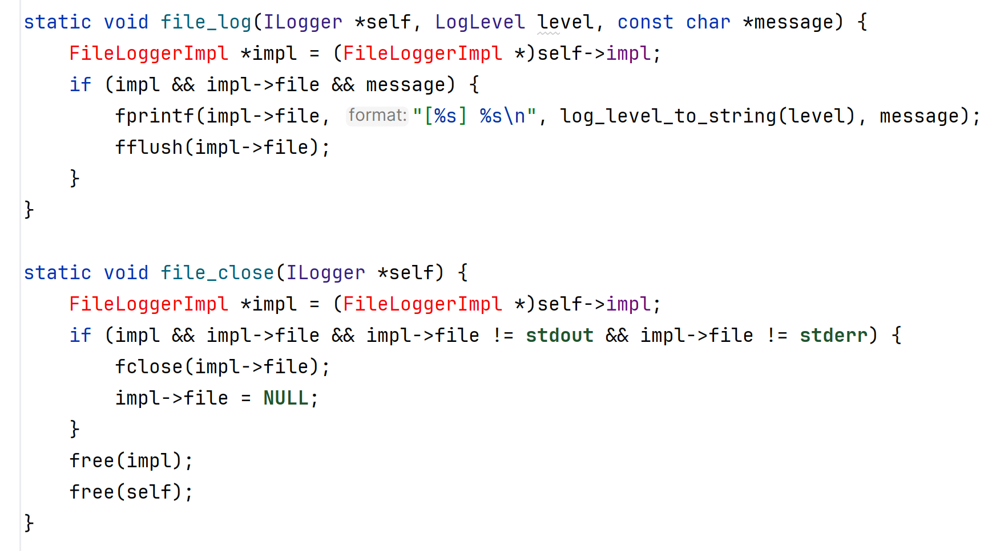 static void file_log(ILogger *self, LogLevel level, const char *message) {
    FileLoggerImpl *impl = (FileLoggerImpl *)self->impl;
    if (impl && impl->file && message) {
        fprintf(impl->file, format: "[%s] %s\n", log_level_to_string(level), message);
        fflush(impl->file);
    }
}

static void file_close(ILogger *self) {
    FileLoggerImpl *impl = (FileLoggerImpl *)self->impl;
    if (impl && impl->file && impl->file != stdout && impl->file != stderr) {
        fclose(impl->file);
        impl->file = NULL;
    }
    free(impl);
    free(self);
}